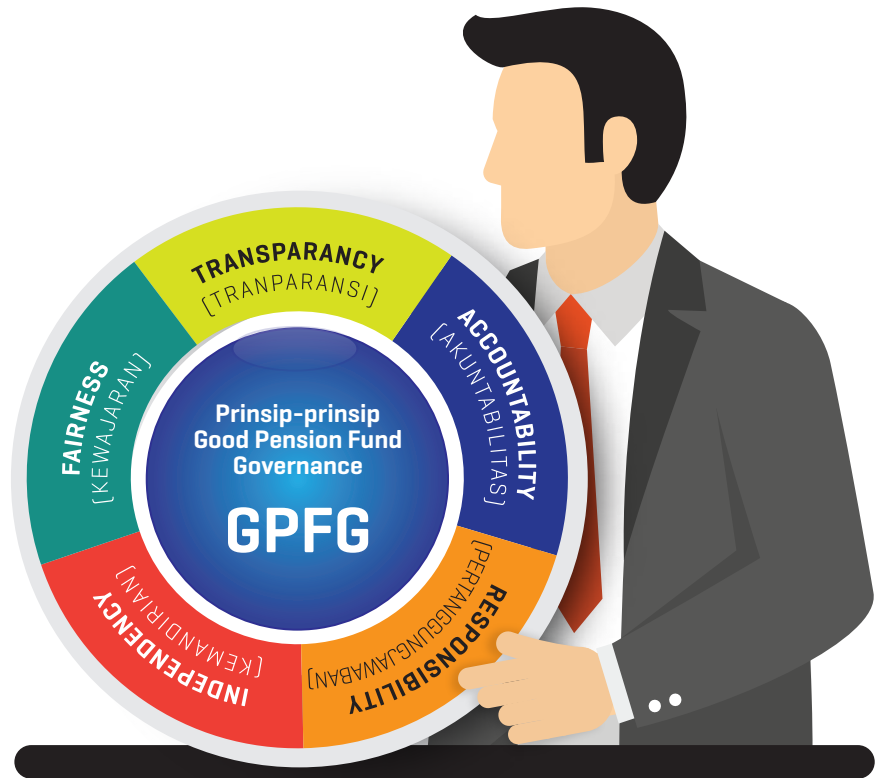 TRANSPARANCY
[TRANPARANSI]
ACCOUNTABILITY
[AKUNTABILITAS]
RESPONSIBILITY
[PERTANGGUNGJAWABAN]
INDEPENDENCY
[KEMANDIRIAN]
FAIRNESS
[KEWAJARAN]
Prinsip-prinsip
Good Pension Fund
Governance
GPFG